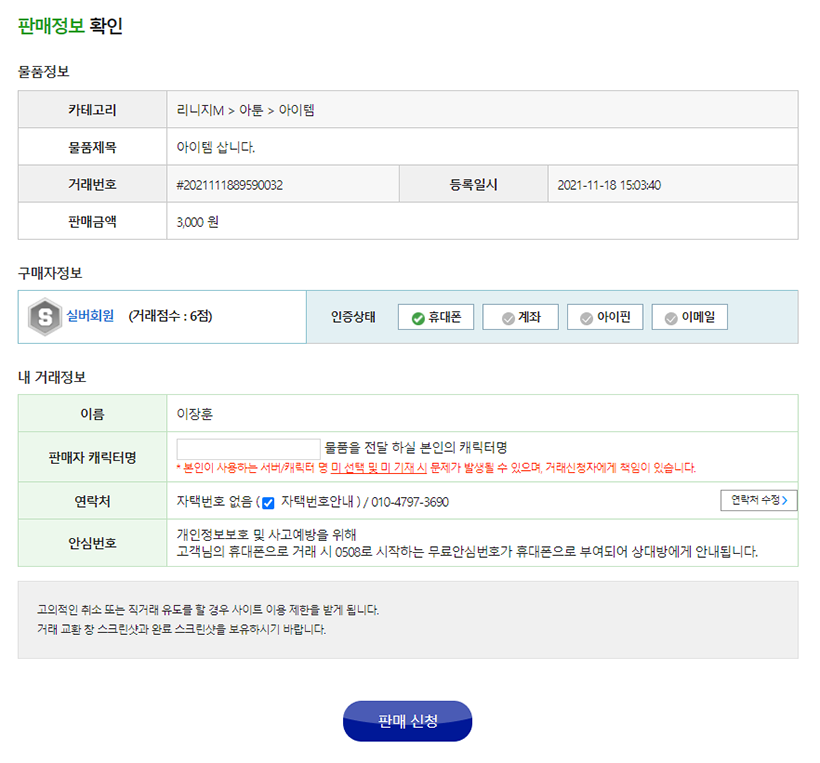 판매정보 확인
물품정보
카테고리 리니지M > 아툰 > 아이템
물품제목 아이템 삽니다.
거래번호 #2021111889590032 등록일시 2021-11-18 15:03:40
판매금액 3,000 원
구매자정보
S 실버회원 (거래점수 : 6점) 인증상태 휴대폰 계좌 아이핀 이메일
내 거래정보
이름 이장훈
판매자 캐릭터명 물품을 전달 하실 본인의 캐릭터명
* 본인이 사용하는 서버/캐릭터 명 미 선택 및 미 기재 시 문제가 발생될 수 있으며, 거래신청자에게 책임이 있습니다.
연락처 자택번호 없음 ( 자택번호안내 ) / 010-4797-3690 연락처 수정>
안심번호 개인정보보호 및 사고예방을 위해
고객님의 휴대폰으로 거래 시 0508로 시작하는 무료안심번호가 휴대폰으로 부여되어 상대방에게 안내됩니다.
고의적인 취소 또는 직거래 유도를 할 경우 사이트 이용 제한을 받게 됩니다.
거래 교환 창 스크린샷과 완료 스크린샷을 보유하시기 바랍니다.
판매 신청